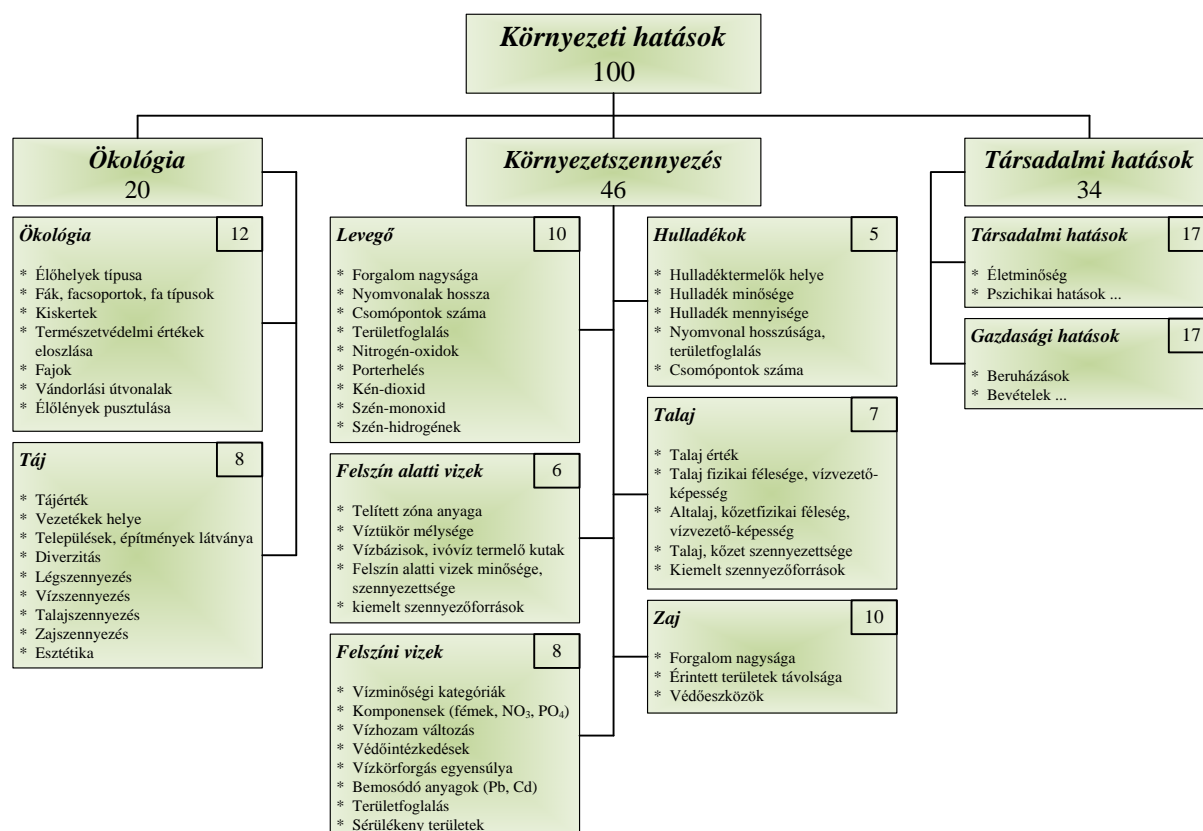 Környezeti hatások
100
Ökológia
20
Környezetszennyezés
46
Társadalmi hatások
34
Ökológia
12
* Élőhelyek típusa
* Fák, facsoportok, fa típusok
* Kiskertek
* Természetvédelmi értékek
eloszlása
* Fajok
* Vándorlási útvonalak
* Élőlények pusztulása
Táj
8
* Tájérték
* Vezetékek helye
* Települések, építmények látványa
* Diverzitás
* Légszennyezés
* Vízszennyezés
* Talajszennyezés
* Zajszennyezés
* Esztétika
Levegő
10
* Forgalom nagysága
* Nyomvonalak hossza
* Csomópontok száma
* Területfoglalás
* Nitrogén-oxidok
* Porterhelés
* Kén-dioxid
* Szén-monoxid
* Szén-hidrogének
Felszín alatti vizek
6
* Telített zóna anyaga
* Víztükör mélysége
* Vízbázisok, ivóvíz termelő kutak
* Felszín alatti vizek minősége,
szennyezettsége
* kiemelt szennyezőforrások
Felszíni vizek
8
* Vízminőségi kategóriák
* Komponensek (fémek, NO₃, PO₄)
* Vízhozam változás
* Védőintézkedések
* Vízkörforgás egyensúlya
* Bemosódó anyagok (Pb, Cd)
* Területfoglalás
* Sérülékeny területek
Hulladékok
5
* Hulladéktermelők helye
* Hulladék minősége
* Hulladék mennyisége
* Nyomvonal hosszúsága,
területfoglalás
* Csomópontok száma
Talaj
7
* Talaj érték
* Talaj fizikai félesége, vízvezető-
képesség
* Altalaj, kőzetfizikai féleség,
vízvezető-képesség
* Talaj, kőzet szennyezettsége
* Kiemelt szennyezőforrások
Zaj
10
* Forgalom nagysága
* Érintett területek távolsága
* Védőeszközök
Társadalmi hatások
17
* Életminőség
* Pszichikai hatások ...
Gazdasági hatások
17
* Beruházások
* Bevételek ...